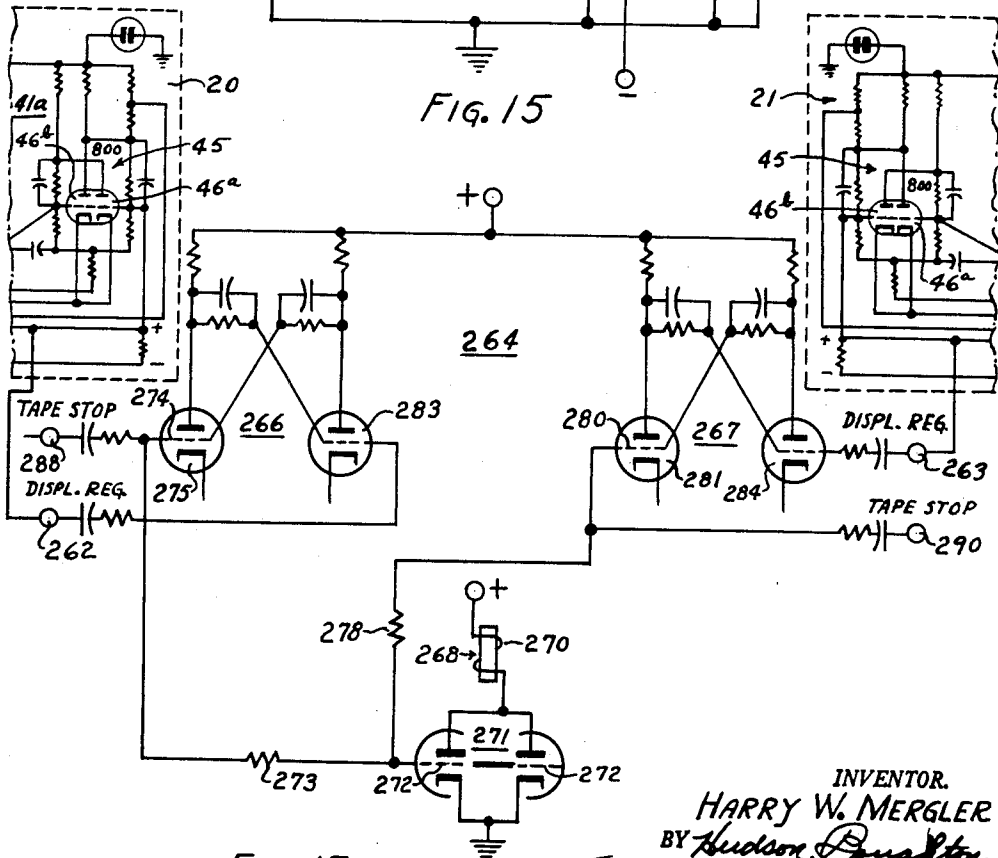 20
41a
46b
800
45
46a
FIG. 15
21
45
800
46b
46a
+
-
+
-
+
-
264
TAPE STOP
274
266
283
288
275
DISPL. REG.
262
280
267
281
284
DISPL. REG.
263
TAPE STOP
290
278
+
268
270
271
273
272
272
INVENTOR.
HARRY W. MERGLER
BY Hudson,